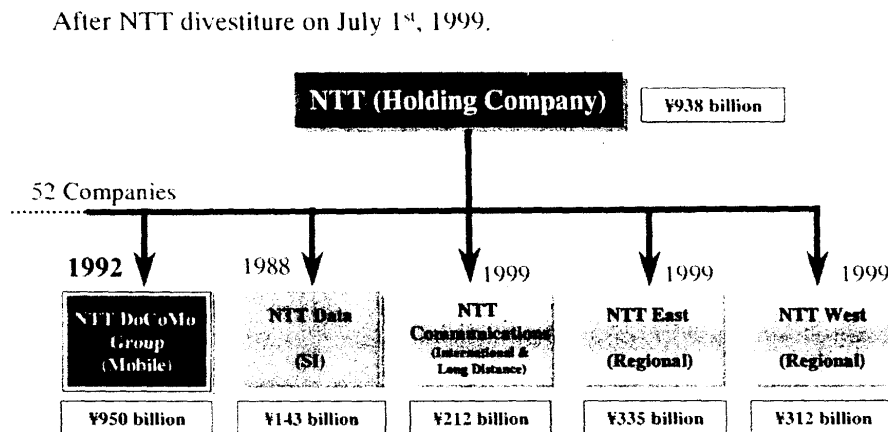 After NTT divestiture on July 1st, 1999.
NTT (Holding Company)
¥938 billion
52 Companies
1992
1988
1999
1999
1999
NTT DoCoMo
Group
(Mobile)
NTT Data
(SI)
NTT
Communications
(International &
Long Distance)
NTT East
(Regional)
NTT West
(Regional)
¥950 billion
¥143 billion
¥212 billion
¥335 billion
¥312 billion